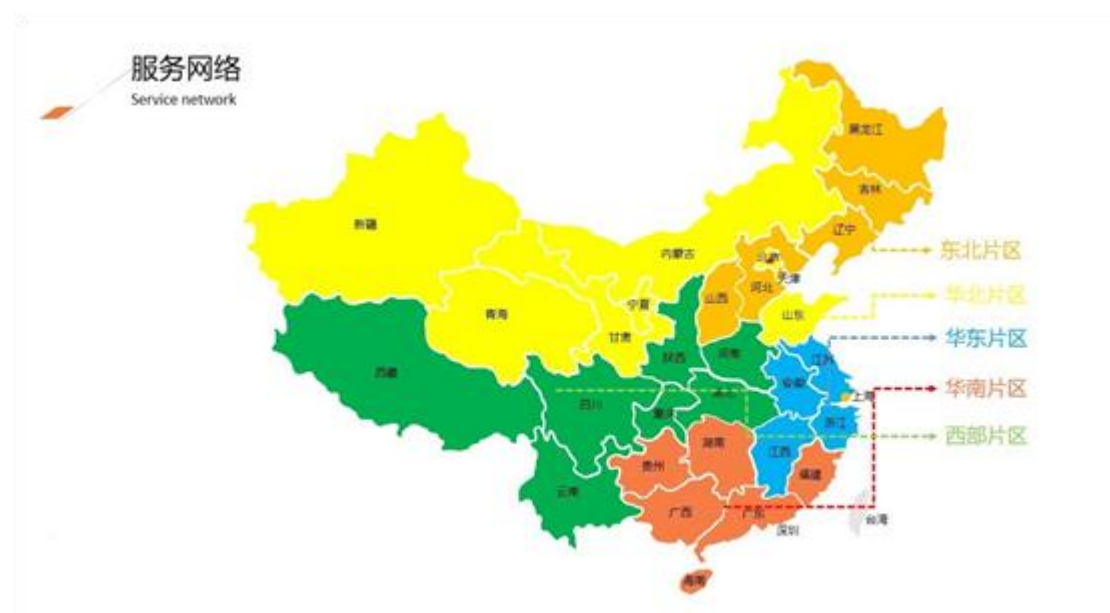 服务网络
Service network
黑龙江
吉林
辽宁
新疆
内蒙古
北京
天津
河北
山西
宁夏
山东
青海
甘肃
陕西
河南
江苏
西藏
安徽
四川
湖北
上海
重庆
浙江
湖南
江西
贵州
福建
云南
广西
广东
台湾
深圳
海南
东北片区
华北片区
华东片区
华南片区
西部片区